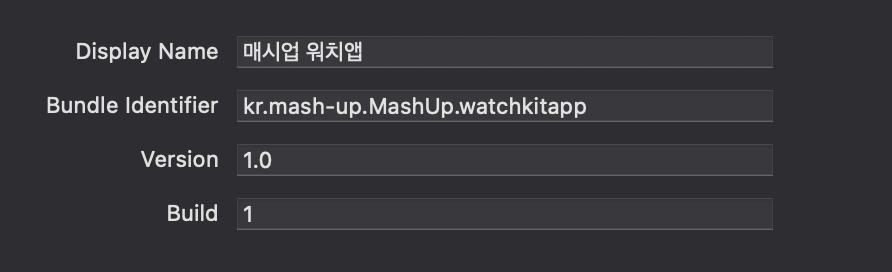 Display Name 매시업 워치앱
Bundle Identifier kr.mash-up.MashUp.watchkitapp
Version 1.0
Build 1